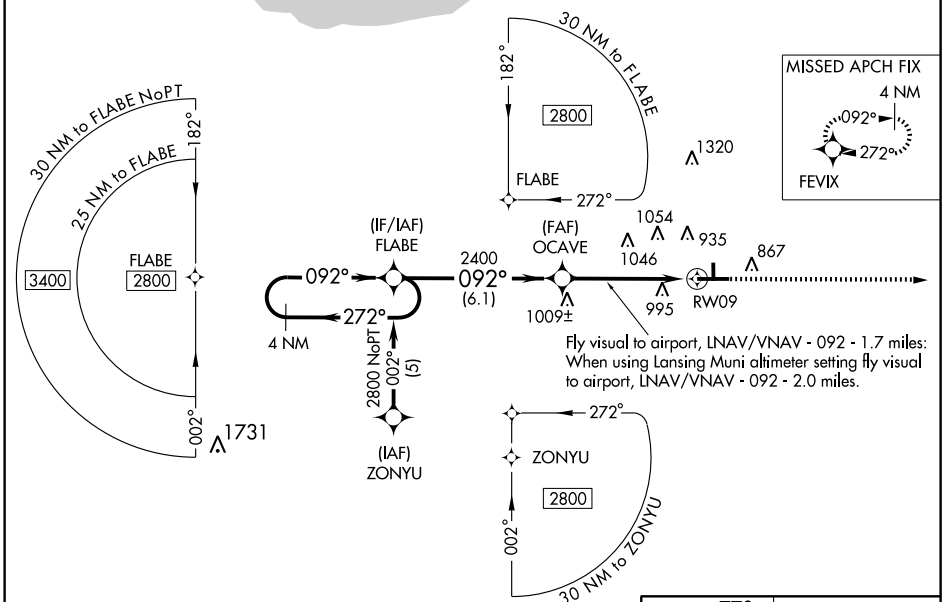 30 NM to FLABE NoPT
182°
25 NM to FLABE
3400
FLABE
2800
002°
1731
30 NM to FLABE
182°
2800
FLABE
272°
MISSED APCH FIX
4 NM
092°
272°
FEVIX
1320
1054
935
1046
867
(IF/IAF)
FLABE
092°
272°
4 NM
2400
092°
(6.1)
(FAF)
OCAVE
1009±
995
RW09
2800 NoPT
002°
(5)
(IAF)
ZONYU
Fly visual to airport, LNAV/VNAV - 092 - 1.7 miles:
When using Lansing Muni altimeter setting fly visual
to airport, LNAV/VNAV - 092 - 2.0 miles.
272°
ZONYU
2800
002°
30 NM to ZONYU